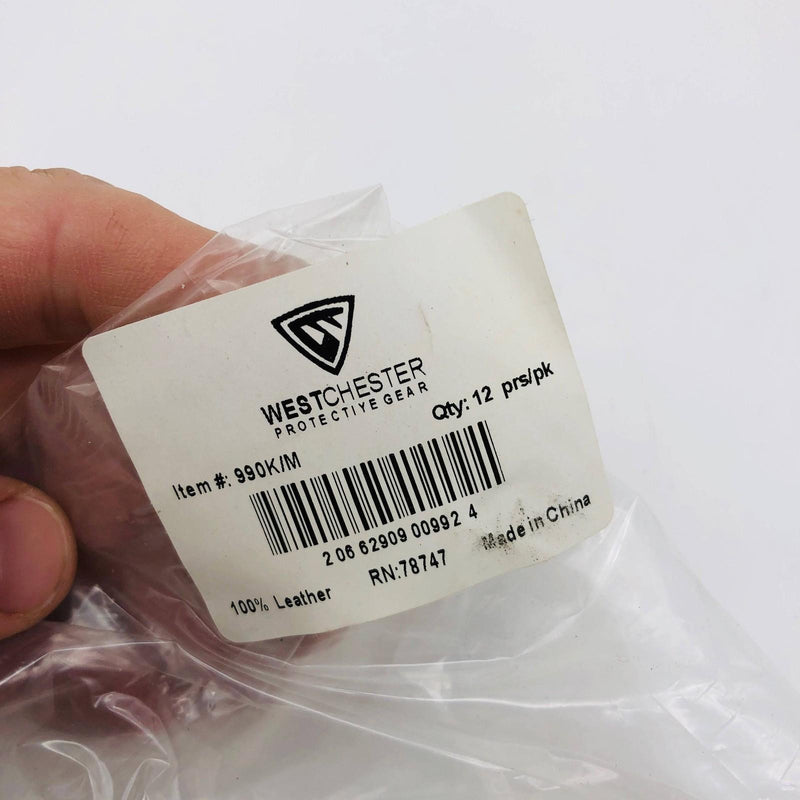 WESTCHESTER
PROTECTIVE GEAR
Item #: 990K/M
Qty: 12 prs/pk
2 06 62909 00992 4
100% Leather
RN:78747
Made in China